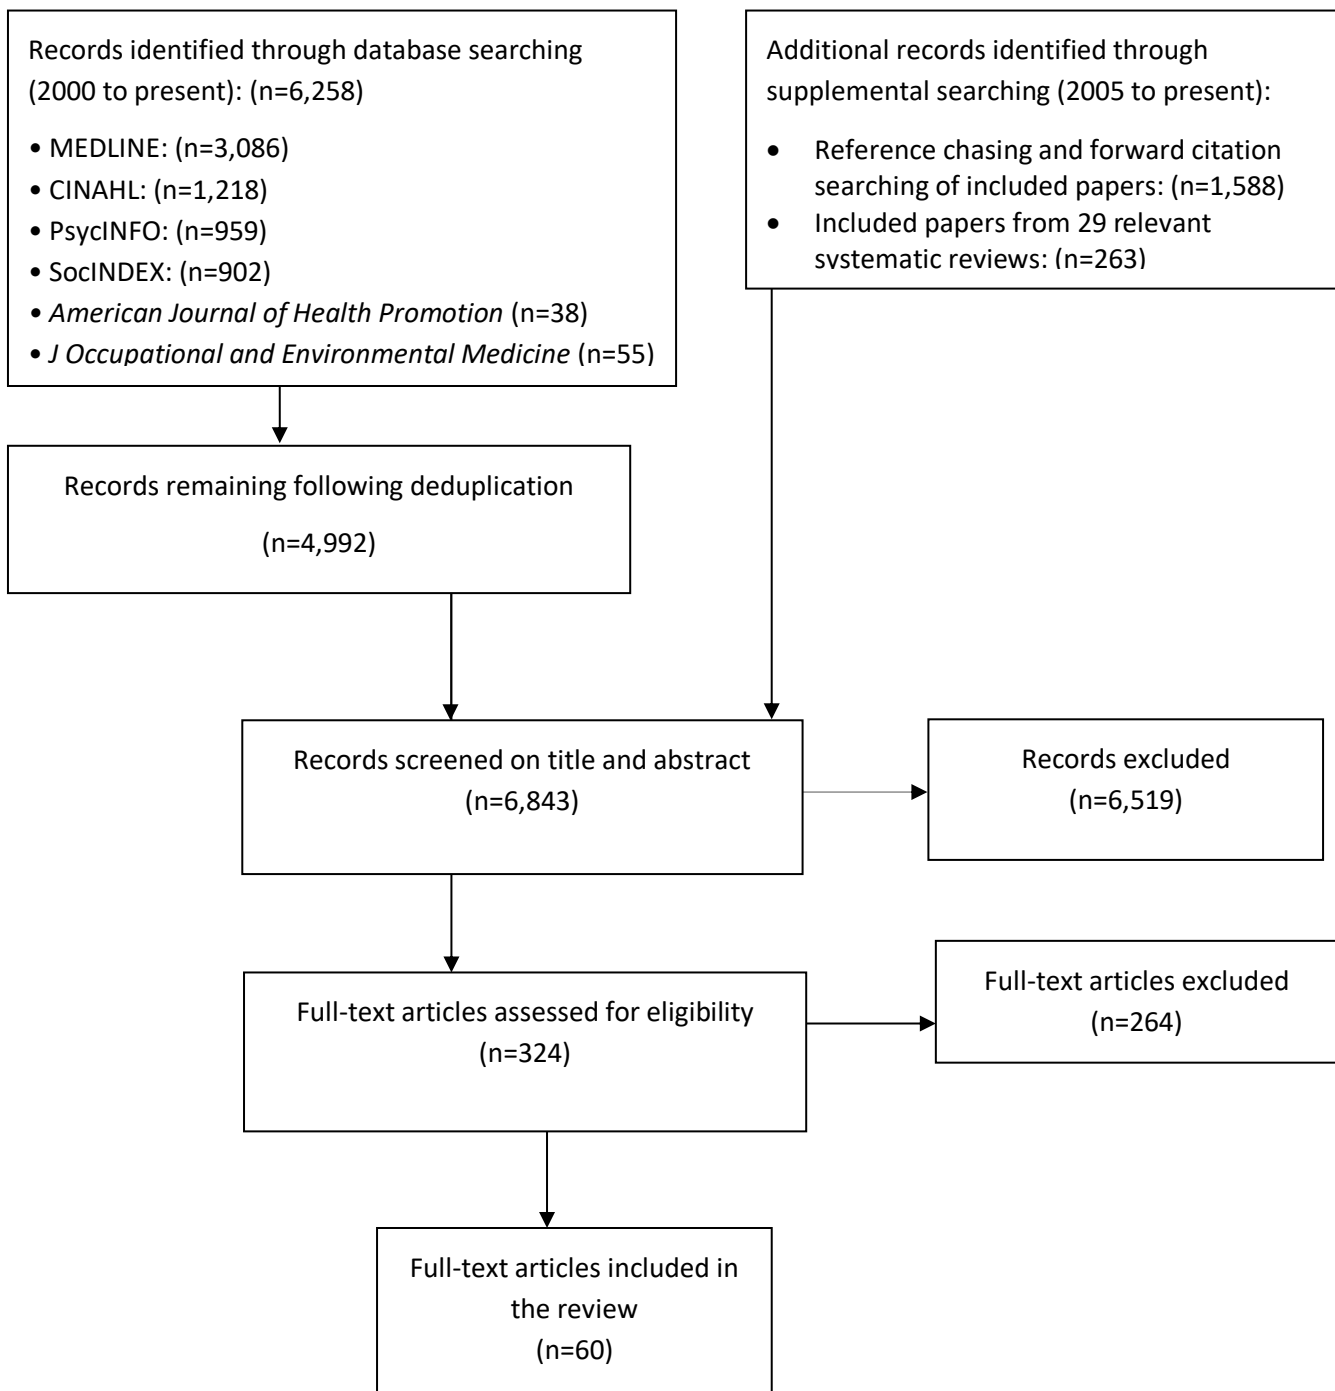 Records identified through database searching
(2000 to present): (n=6,258)
• MEDLINE: (n=3,086)
• CINAHL: (n=1,218)
• PsycINFO: (n=959)
• SocINDEX: (n=902)
• American Journal of Health Promotion (n=38)
• J Occupational and Environmental Medicine (n=55)
Additional records identified through
supplemental searching (2005 to present):
• Reference chasing and forward citation
searching of included papers: (n=1,588)
• Included papers from 29 relevant
systematic reviews: (n=263)
Records remaining following deduplication
(n=4,992)
Records screened on title and abstract
(n=6,843)
Records excluded
(n=6,519)
Full-text articles assessed for eligibility
(n=324)
Full-text articles excluded
(n=264)
Full-text articles included in
the review
(n=60)